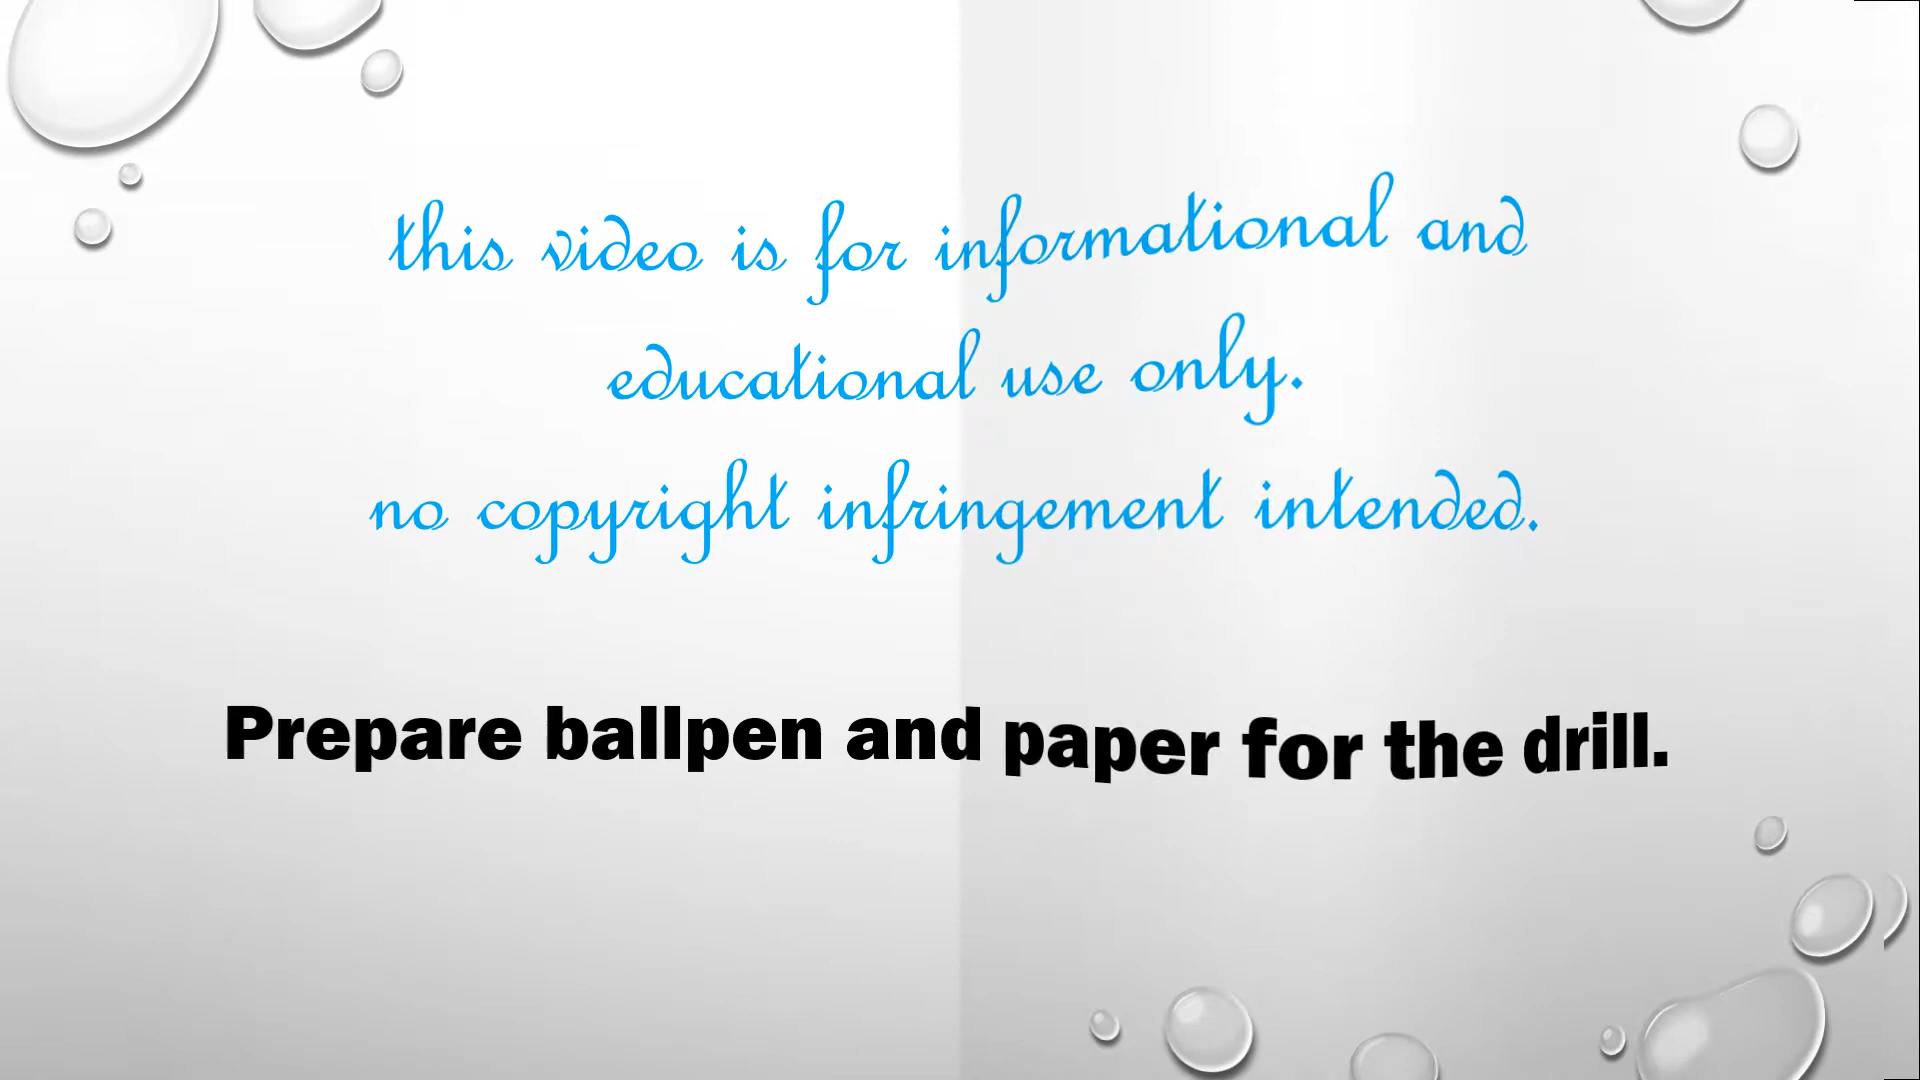 this video is for informational and
educational use only.
no copyright infringement intended.
Prepare ballpen and paper for the drill.